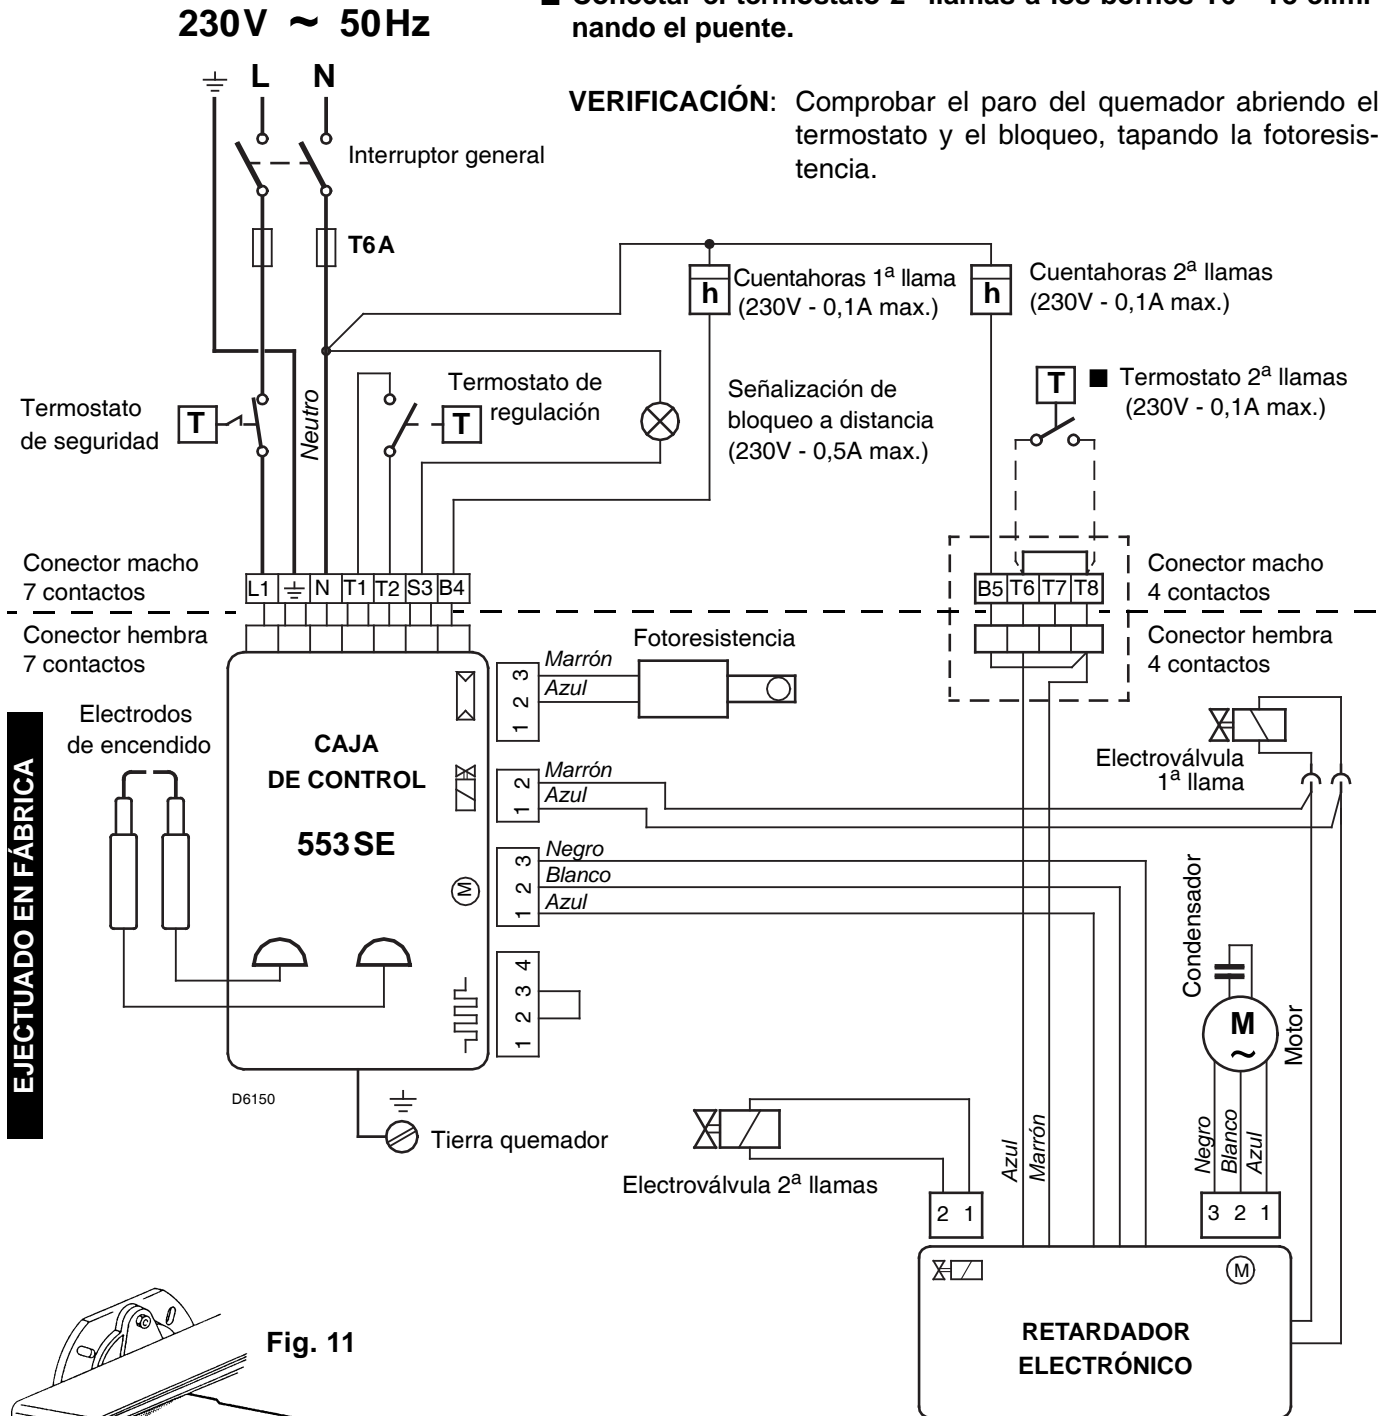 230V ~ 50Hz
nando el puente.
VERIFICACIÓN: Comprobar el paro del quemador abriendo el
termostato y el bloqueo, tapando la fotoresis-
tencia.
L N
Interruptor general
T6A
h
Cuentahoras 1ª llama
(230V - 0,1A max.)
h
Cuentahoras 2ª llamas
(230V - 0,1A max.)
Termostato
de seguridad
T
Neutro
Termostato de
regulación
T
Señalización de
bloqueo a distancia
(230V - 0,5A max.)
T
■ Termostato 2ª llamas
(230V - 0,1A max.)
Conector macho
7 contactos
L1 N T1 T2 S3 B4
B5 T6 T7 T8
Conector macho
4 contactos
Conector hembra
7 contactos
Conector hembra
4 contactos
Fotoresistencia
Marrón
Azul
3
2
1
Electrodos
de encendido
CAJA
DE CONTROL
553SE
Marrón
Azul
2
1
Electroválvula
1ª llama
Negro
Blanco
Azul
3
2
1
M
4
3
2
1
EJECTUADO EN FÁBRICA
Condensador
M
~
Motor
D6150
Tierra quemador
Electroválvula 2ª llamas
2 1
Azul
Marrón
Negro
Blanco
Azul
3 2 1
M
RETARDADOR
ELECTRÓNICO
Fig. 11